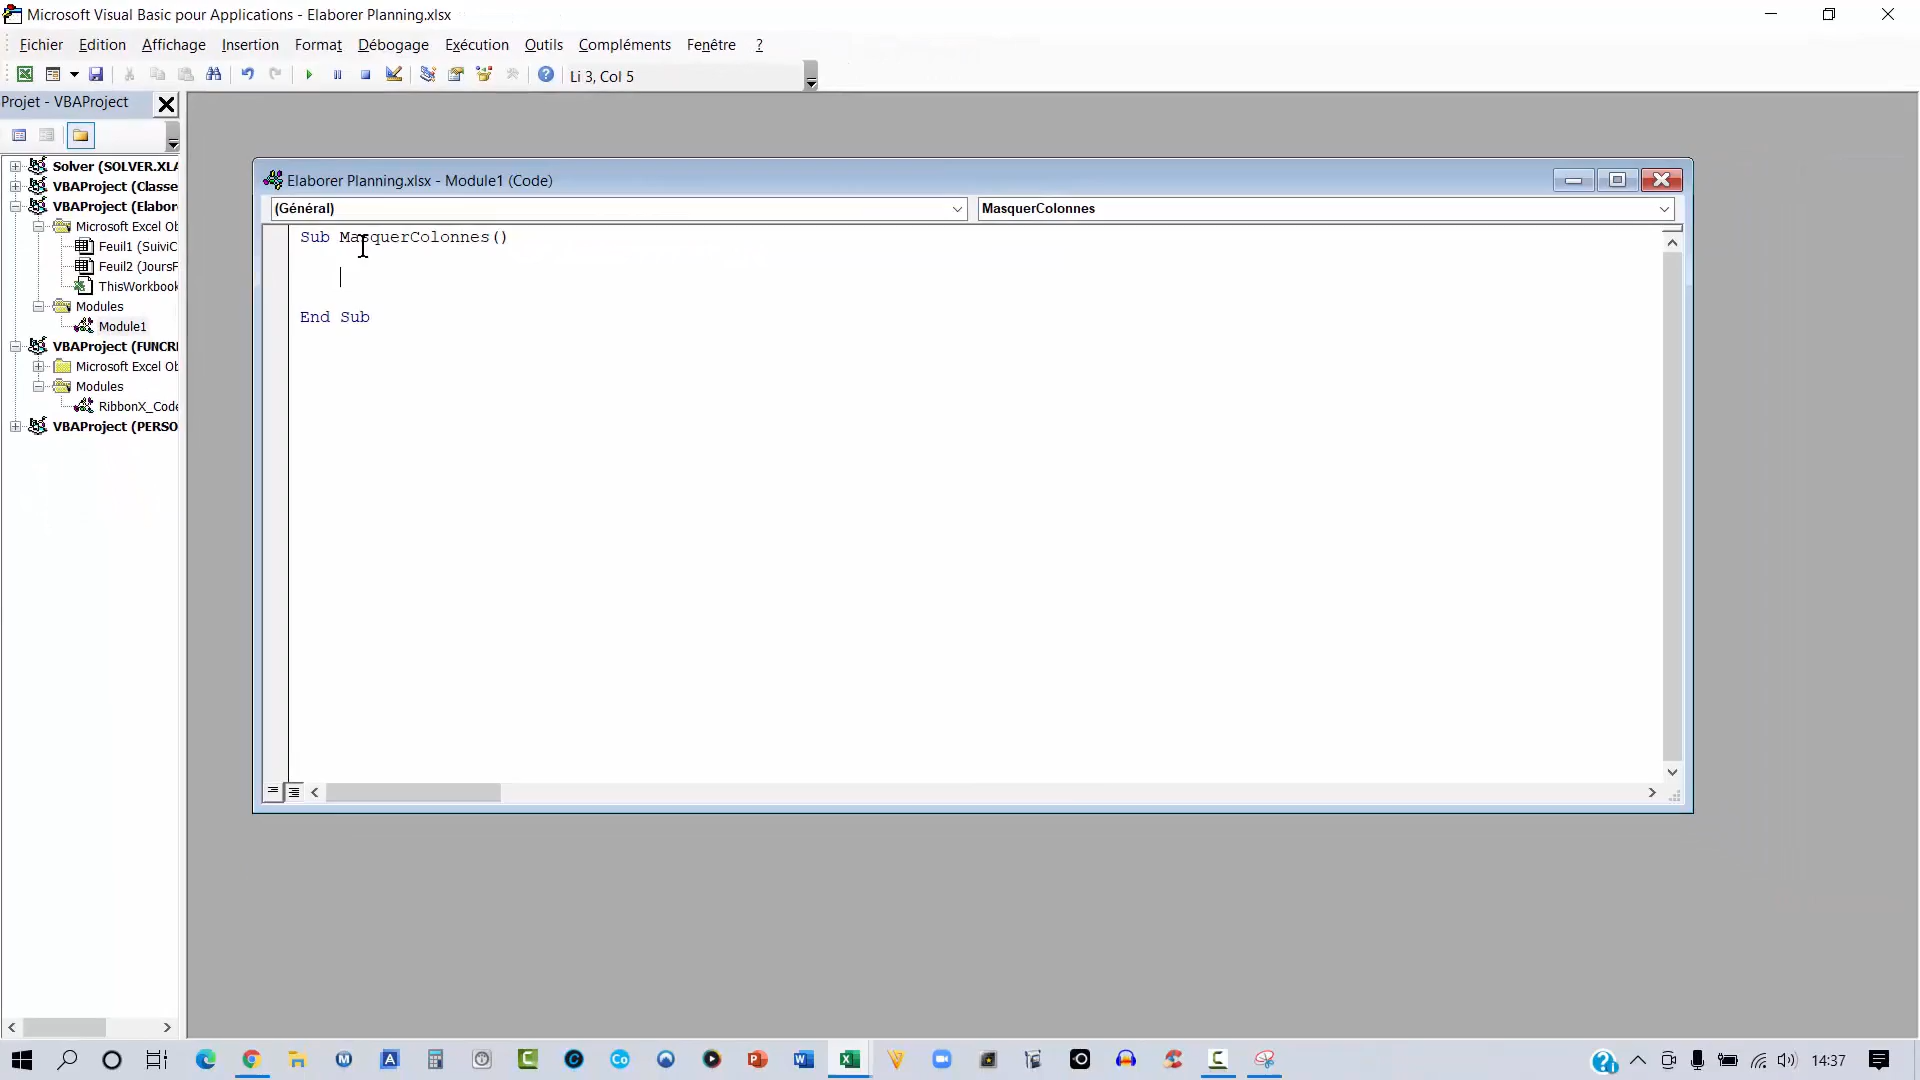 Microsoft Visual Basic pour Applications - Elaborer Planning.xlsx
Fichier Edition Affichage Insertion Format Débogage Exécution Outils Compléments Fenêtre ?
Li 3, Col 5
Projet - VBAProject
Solver (SOLVER.XLA
VBAProject (Classe
VBAProject (Elabor
Microsoft Excel Ob
Feuil1 (SuiviC
Feuil2 (JoursF
ThisWorkbook
Modules
Module1
VBAProject (FUNCRE
Microsoft Excel Ob
Modules
RibbonX_Code
VBAProject (PERSO
Elaborer Planning.xlsx - Module1 (Code)
(Général)
MasquerColonnes
Sub MasquerColonnes()
End Sub
14:37